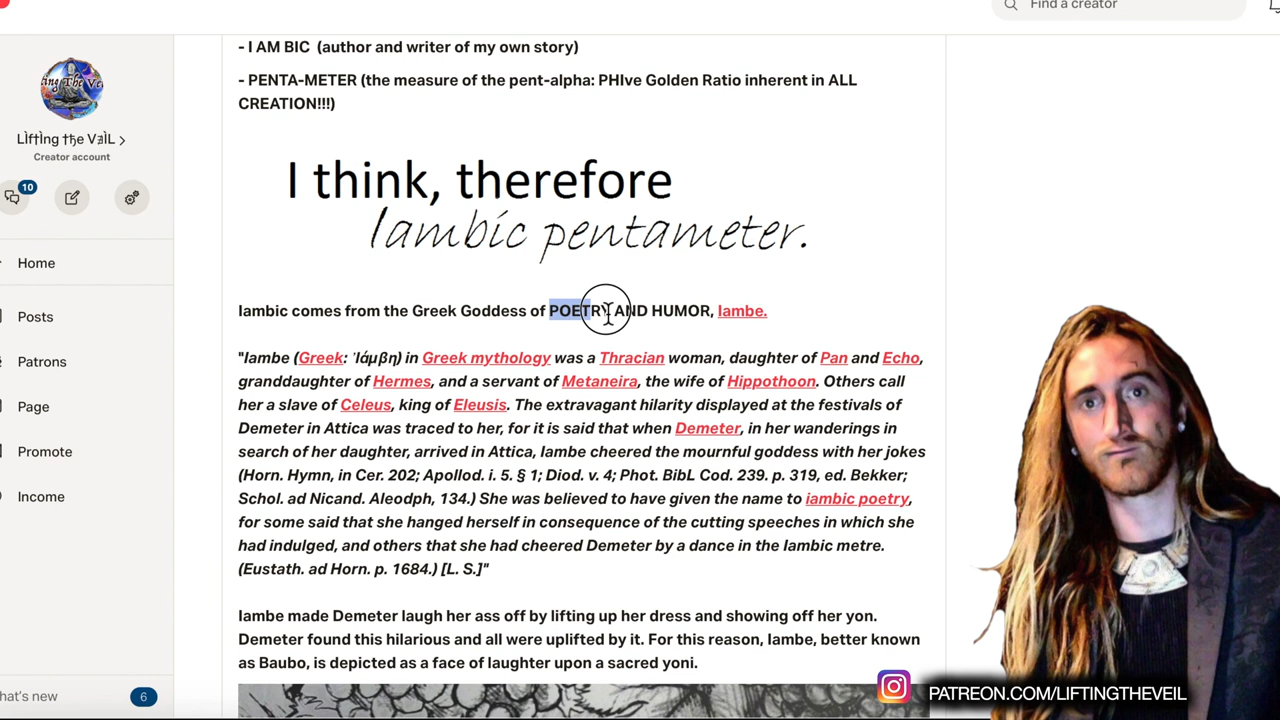 Find a creator
- I AM BIC (author and writer of my own story)
- PENTA-METER (the measure of the pent-alpha: PHIve Golden Ratio inherent in ALL
CREATION!!!)
LÌf†Ìng †ђe VƎÌL >
Creator account
10
Home
Posts
Patrons
Page
Promote
Income
hat's new
6
I think, therefore
Iambic pentameter.
Iambic comes from the Greek Goddess of POETRY AND HUMOR, Iambe.
"Iambe (Greek: Ἰάμβη) in Greek mythology was a Thracian woman, daughter of Pan and Echo,
granddaughter of Hermes, and a servant of Metaneira, the wife of Hippothoon. Others call
her a slave of Celeus, king of Eleusis. The extravagant hilarity displayed at the festivals of
Demeter in Attica was traced to her, for it is said that when Demeter, in her wanderings in
search of her daughter, arrived in Attica, Iambe cheered the mournful goddess with her jokes
(Horn. Hymn, in Cer. 202; Apollod. i. 5. § 1; Diod. v. 4; Phot. BibL Cod. 239. p. 319, ed. Bekker;
Schol. ad Nicand. Aleodph, 134.) She was believed to have given the name to iambic poetry,
for some said that she hanged herself in consequence of the cutting speeches in which she
had indulged, and others that she had cheered Demeter by a dance in the Iambic metre.
(Eustath. ad Horn. p. 1684.) [L. S.]"
Iambe made Demeter laugh her ass off by lifting up her dress and showing off her yon.
Demeter found this hilarious and all were uplifted by it. For this reason, Iambe, better known
as Baubo, is depicted as a face of laughter upon a sacred yoni.
PATREON.COM/LIFTINGTHEVEIL